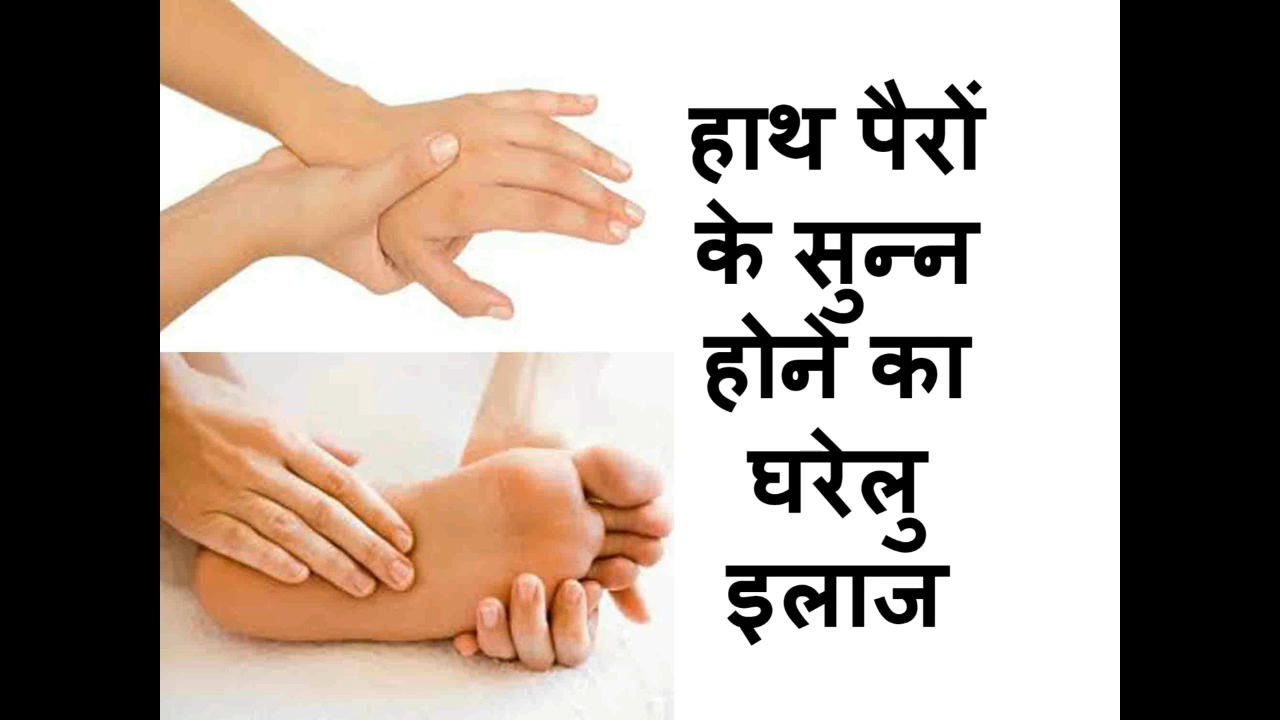 हाथ पैरों
के सुन्न
होने का
घरेलु
इलाज